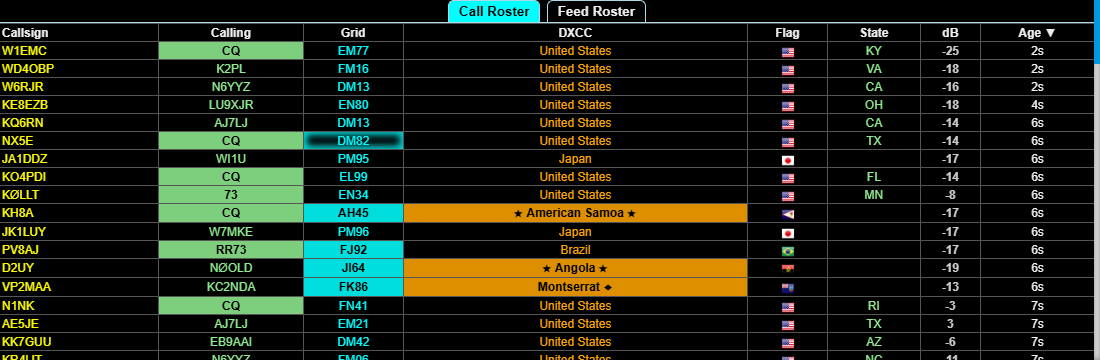 Call Roster Feed Roster
Callsign Calling Grid DXCC Flag State dB Age ▼
W1EMC CQ EM77 United States KY -25 2s
WD4OBP K2PL FM16 United States VA -18 2s
W6RJR N6YYZ DM13 United States CA -16 2s
KE8EZB LU9XJR EN80 United States OH -18 4s
KQ6RN AJ7LJ DM13 United States CA -14 6s
NX5E CQ DM82 United States TX -14 6s
JA1DDZ WI1U PM95 Japan -17 6s
KO4PDI CQ EL99 United States FL -14 6s
KØLLT 73 EN34 United States MN -8 6s
KH8A CQ AH45 ★ American Samoa ★ -17 6s
JK1LUY W7MKE PM96 Japan -17 6s
PV8AJ RR73 FJ92 Brazil -17 6s
D2UY NØOLD JI64 ★ Angola ★ -19 6s
VP2MAA KC2NDA FK86 Montserrat ⬥ -13 6s
N1NK CQ FN41 United States RI -3 7s
AE5JE AJ7LJ EM21 United States TX 3 7s
KK7GUU EB9AAI DM42 United States AZ -6 7s
N6YYZ United States NC 7s